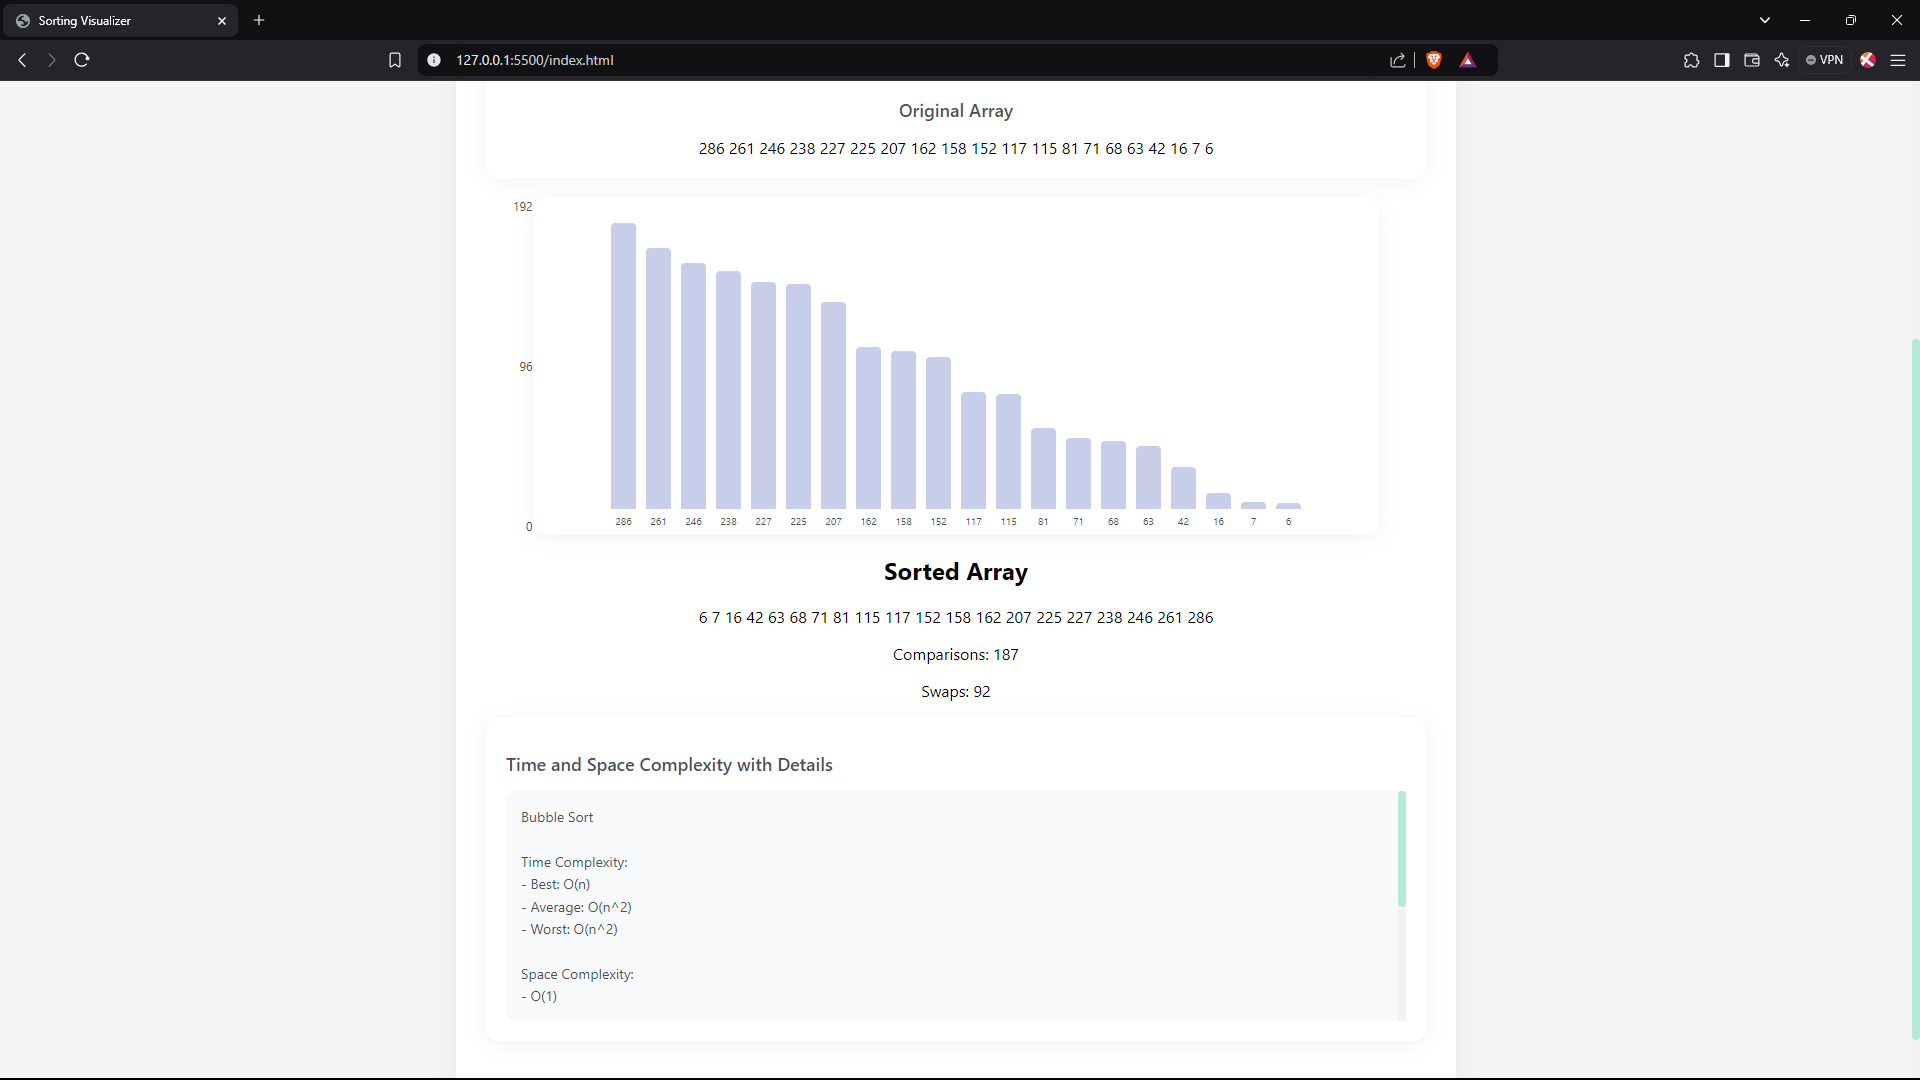 Sorting Visualizer
127.0.0.1:5500/index.html
VPN
Original Array
286 261 246 238 227 225 207 162 158 152 117 115 81 71 68 63 42 16 7 6
192
96
0
286 261 246 238 227 225 207 162 158 152 117 115 81 71 68 63 42 16 7 6
Sorted Array
6 7 16 42 63 68 71 81 115 117 152 158 162 207 225 227 238 246 261 286
Comparisons: 187
Swaps: 92
Time and Space Complexity with Details
Bubble Sort
Time Complexity:
- Best: O(n)
- Average: O(n^2)
- Worst: O(n^2)
Space Complexity:
- O(1)